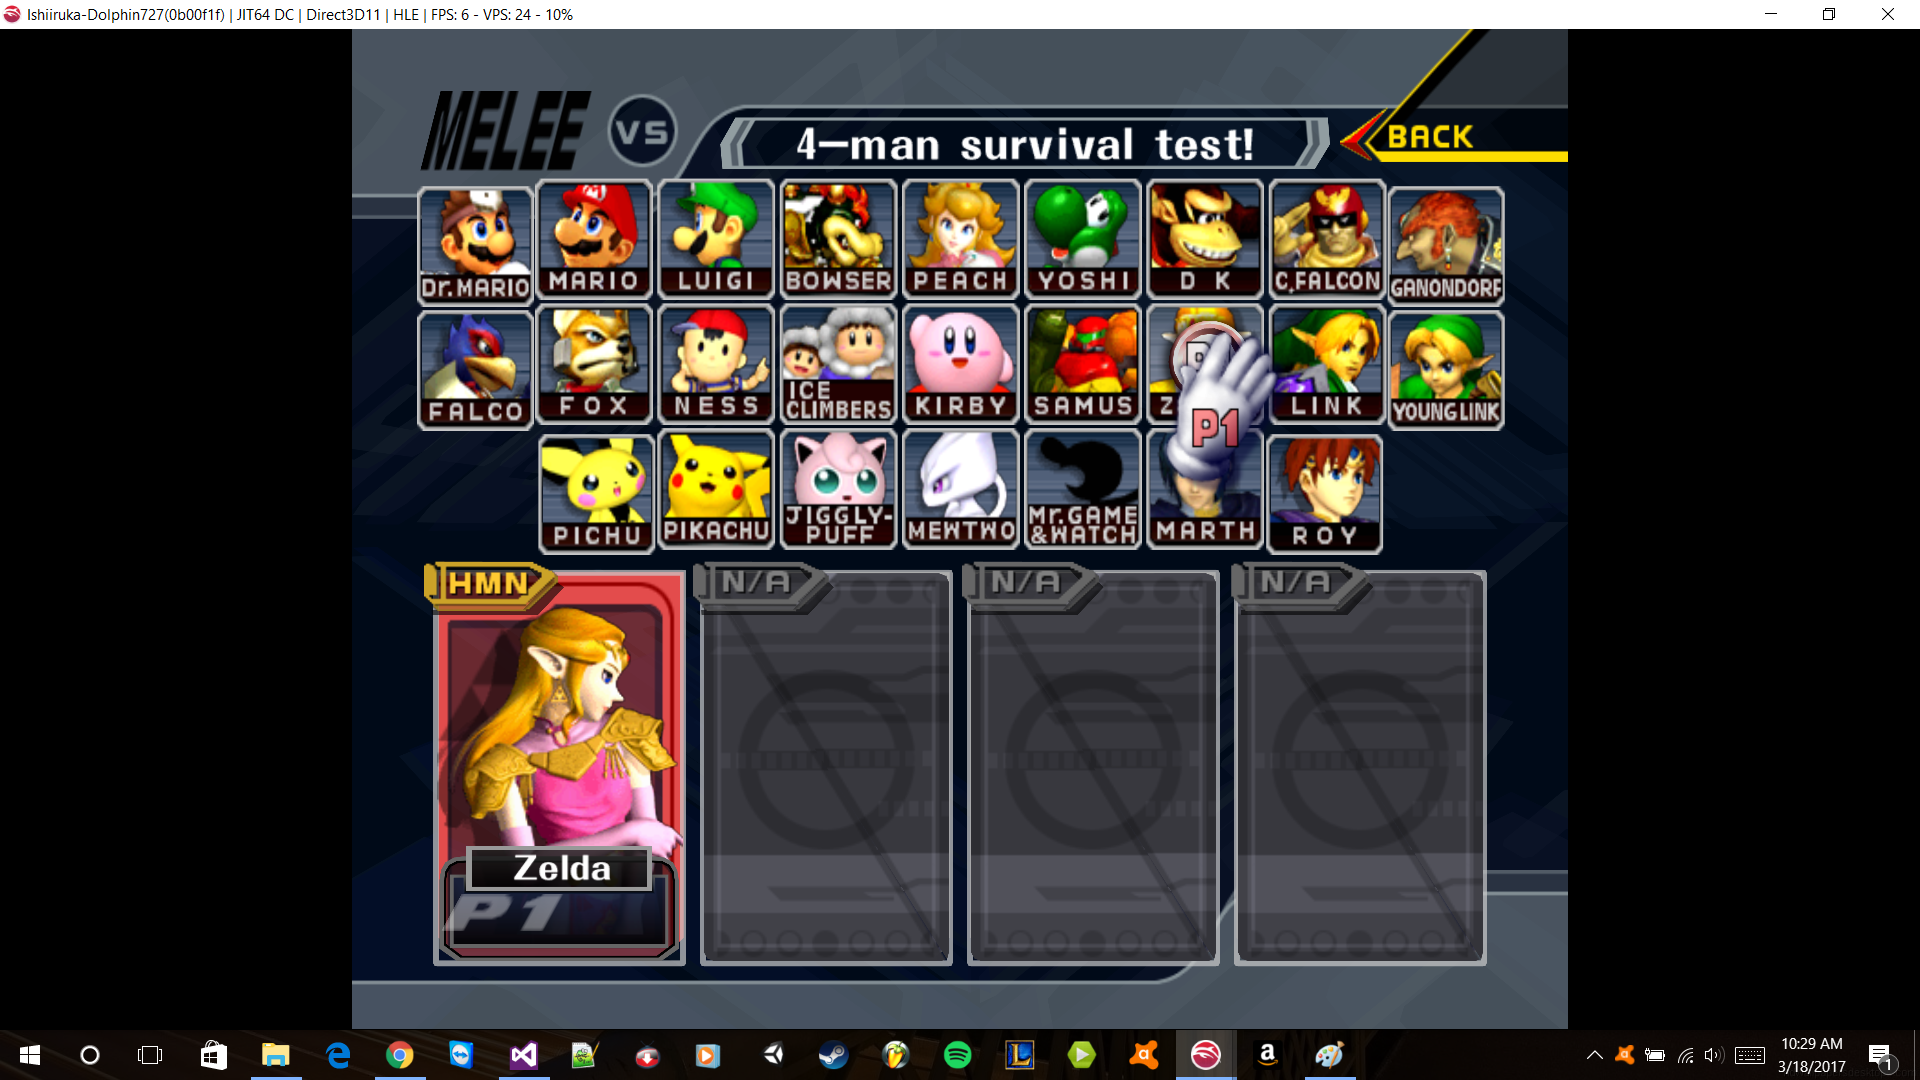 Ishiiruka-Dolphin727(0b00f1f) | JIT64 DC | Direct3D11 | HLE | FPS: 6 - VPS: 24 - 10%
MELEE VS 4-man survival test! BACK
Dr.MARIO MARIO LUIGI BOWSER PEACH YOSHI D K C.FALCON GANONDORF
FALCO FOX NESS ICE CLIMBERS KIRBY SAMUS Z LINK YOUNG LINK
P1
PICHU PIKACHU JIGGLY-PUFF MEWTWO Mr.GAME &WATCH MARTH ROY
HMN N/A N/A N/A
Zelda
P1
10:29 AM
3/18/2017
1